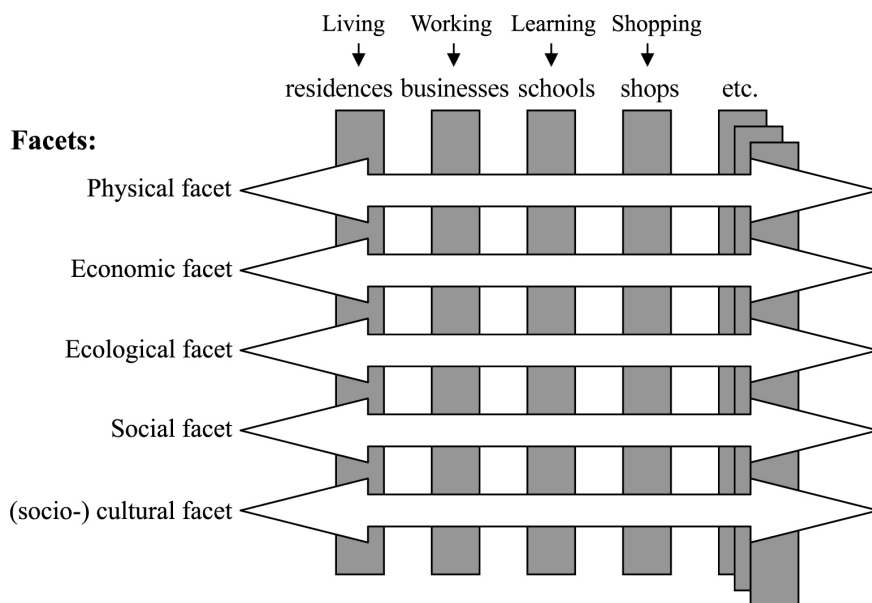 Living Working Learning Shopping
residences businesses schools shops etc.
Facets:
Physical facet
Economic facet
Ecological facet
Social facet
(socio-) cultural facet